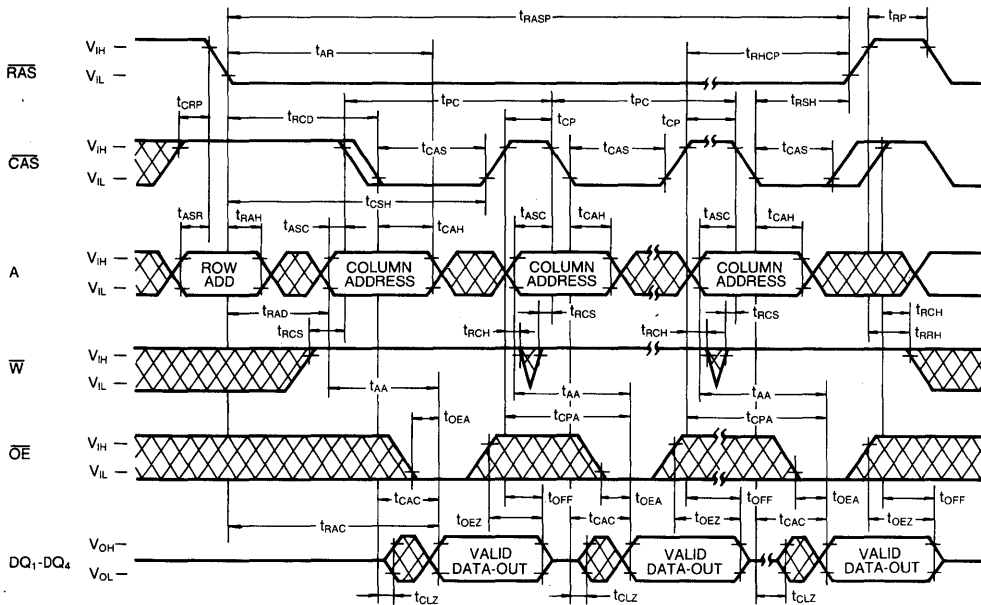 tRASP
tRP
tAR
tRHCP
RAS
VIH
VIL
tCRP
tRCD
tPC
tPC
tRSH
tCP
tCP
CAS
VIH
VIL
tCAS
tCAS
tCAS
tCSH
tASR
tRAH
tASC
tCAH
tASC
tCAH
tASC
tCAH
A
VIH
VIL
ROW
ADD
COLUMN
ADDRESS
COLUMN
ADDRESS
COLUMN
ADDRESS
tRAD
tRCS
tRCH
tRCS
tRCH
tRCS
tRCH
tRRH
W
VIH
VIL
tAA
tAA
tAA
tOEA
tCPA
tCPA
OE
VIH
VIL
tCAC
tOFF
tOEA
tOFF
tOEA
tOFF
tRAC
tOEZ
tCAC
tOEZ
tCAC
tOEZ
DQ1-DQ4
VOH
VOL
VALID
DATA-OUT
VALID
DATA-OUT
VALID
DATA-OUT
tCLZ
tCLZ
tCLZ